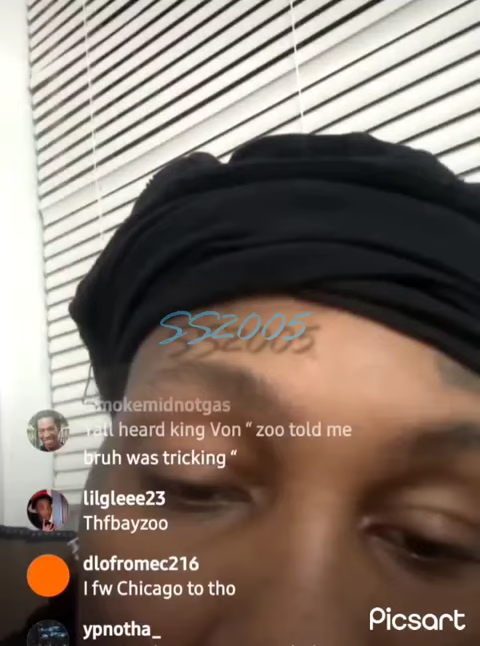 SS2005
mokemidnotgas
Yall heard king Von “ zoo told me
bruh was tricking “
lilgleee23
Thfbayzoo
dlofromec216
I fw Chicago to tho
ypnotha_
Picsart